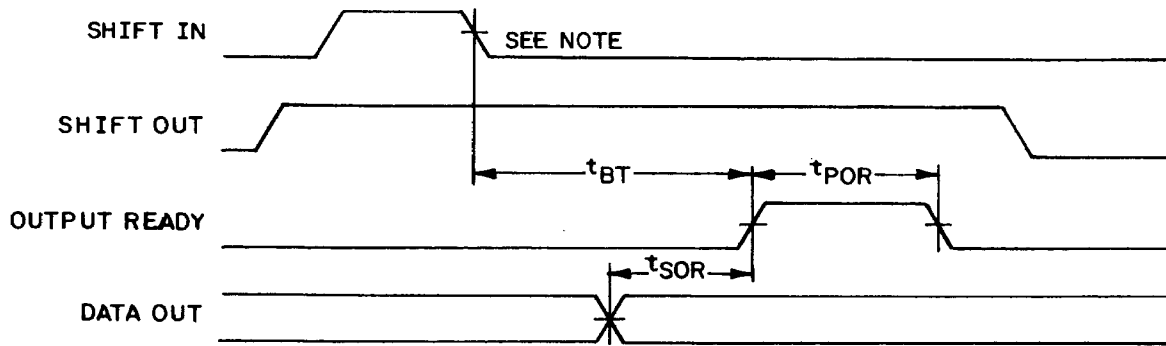 SHIFT IN
SEE NOTE
SHIFT OUT
tBT
tPOR
OUTPUT READY
tSOR
DATA OUT